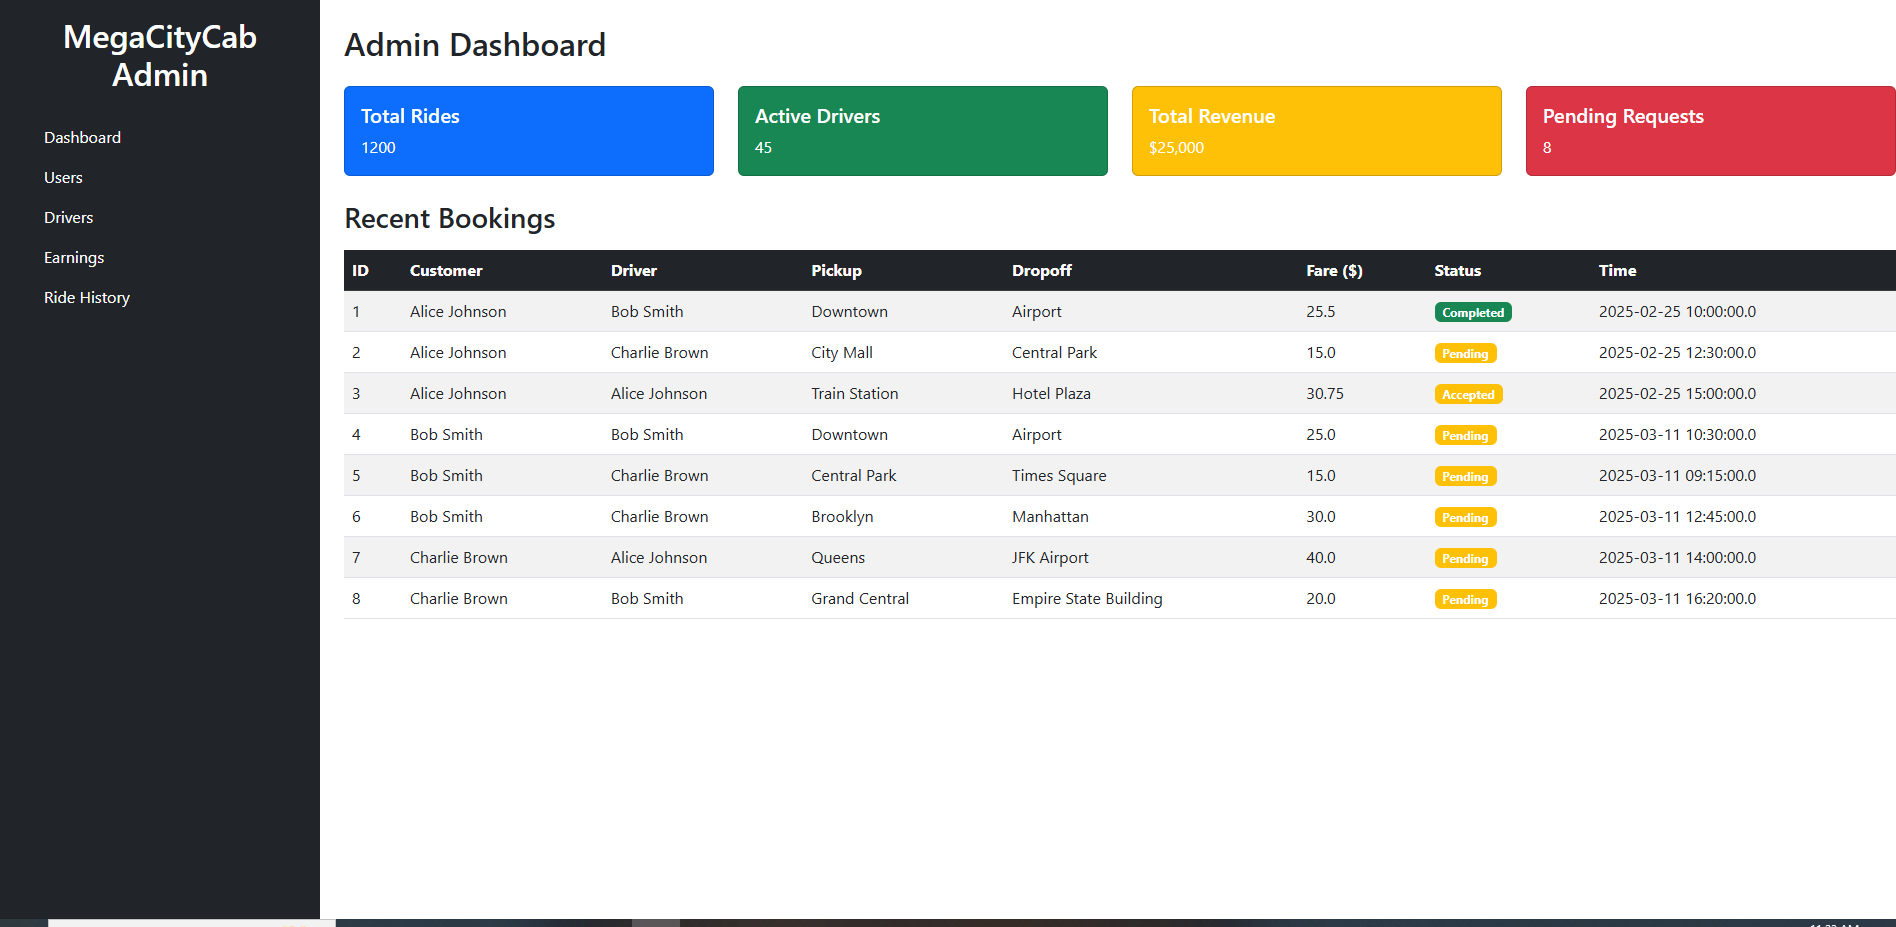 MegaCityCab
Admin
Dashboard
Users
Drivers
Earnings
Ride History
Admin Dashboard
Total Rides
1200
Active Drivers
45
Total Revenue
$25,000
Pending Requests
8
Recent Bookings
ID Customer Driver Pickup Dropoff Fare ($) Status Time
1 Alice Johnson Bob Smith Downtown Airport 25.5 Completed 2025-02-25 10:00:00.0
2 Alice Johnson Charlie Brown City Mall Central Park 15.0 Pending 2025-02-25 12:30:00.0
3 Alice Johnson Alice Johnson Train Station Hotel Plaza 30.75 Accepted 2025-02-25 15:00:00.0
4 Bob Smith Bob Smith Downtown Airport 25.0 Pending 2025-03-11 10:30:00.0
5 Bob Smith Charlie Brown Central Park Times Square 15.0 Pending 2025-03-11 09:15:00.0
6 Bob Smith Charlie Brown Brooklyn Manhattan 30.0 Pending 2025-03-11 12:45:00.0
7 Charlie Brown Alice Johnson Queens JFK Airport 40.0 Pending 2025-03-11 14:00:00.0
8 Charlie Brown Bob Smith Grand Central Empire State Building 20.0 Pending 2025-03-11 16:20:00.0